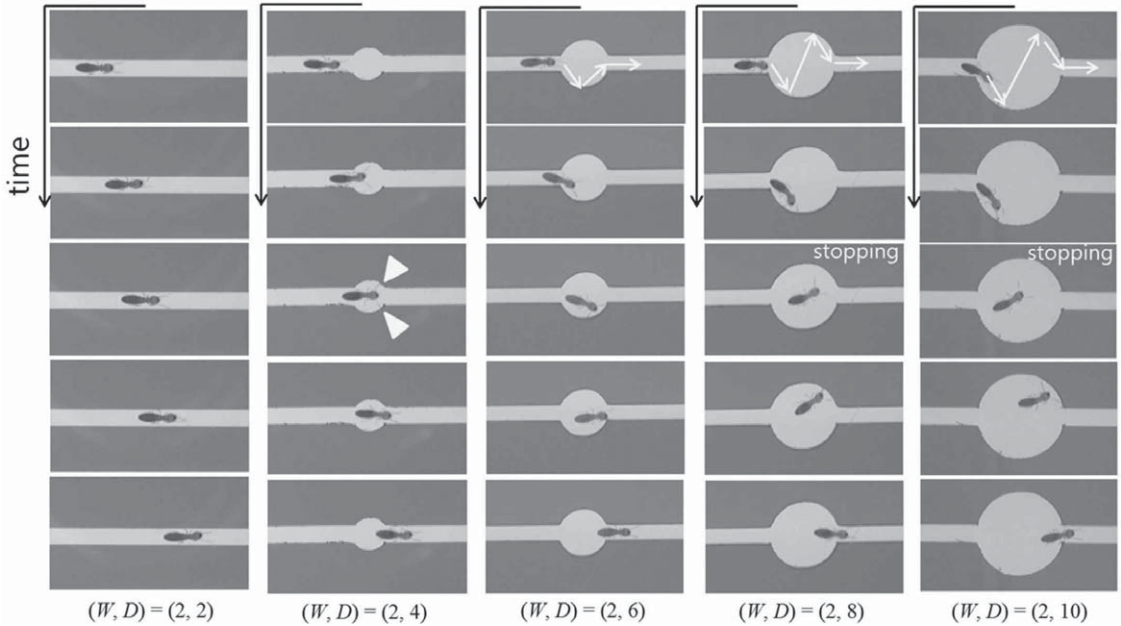 time
stopping
stopping
(W, D) = (2, 2)
(W, D) = (2, 4)
(W, D) = (2, 6)
(W, D) = (2, 8)
(W, D) = (2, 10)